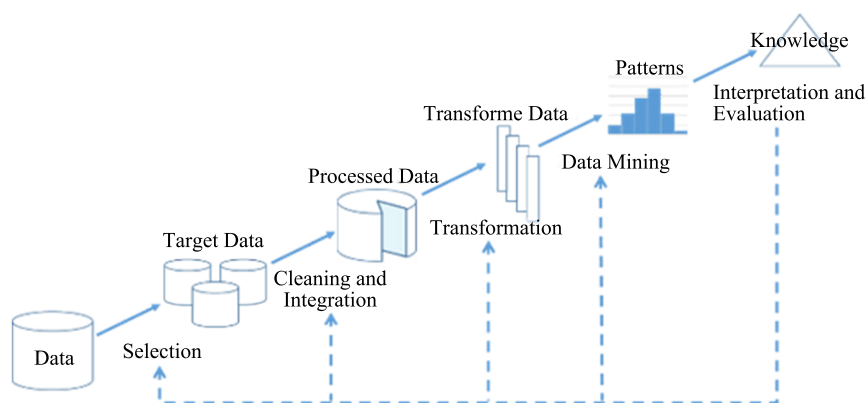 Knowledge
Patterns
Interpretation and
Evaluation
Transforme Data
Data Mining
Processed Data
Transformation
Target Data
Cleaning and
Integration
Data
Selection